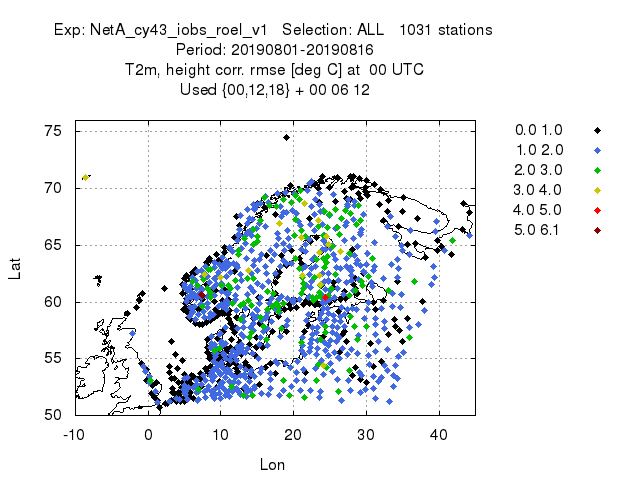 Exp: NetA_cy43_iobs_roel_v1 Selection: ALL 1031 stations
Period: 20190801-20190816
T2m, height corr. rmse [deg C] at 00 UTC
Used {00,12,18} + 00 06 12
0.0 1.0
1.0 2.0
2.0 3.0
3.0 4.0
4.0 5.0
5.0 6.1
75
70
65
60
55
50
Lat
-10 0 10 20 30 40
Lon